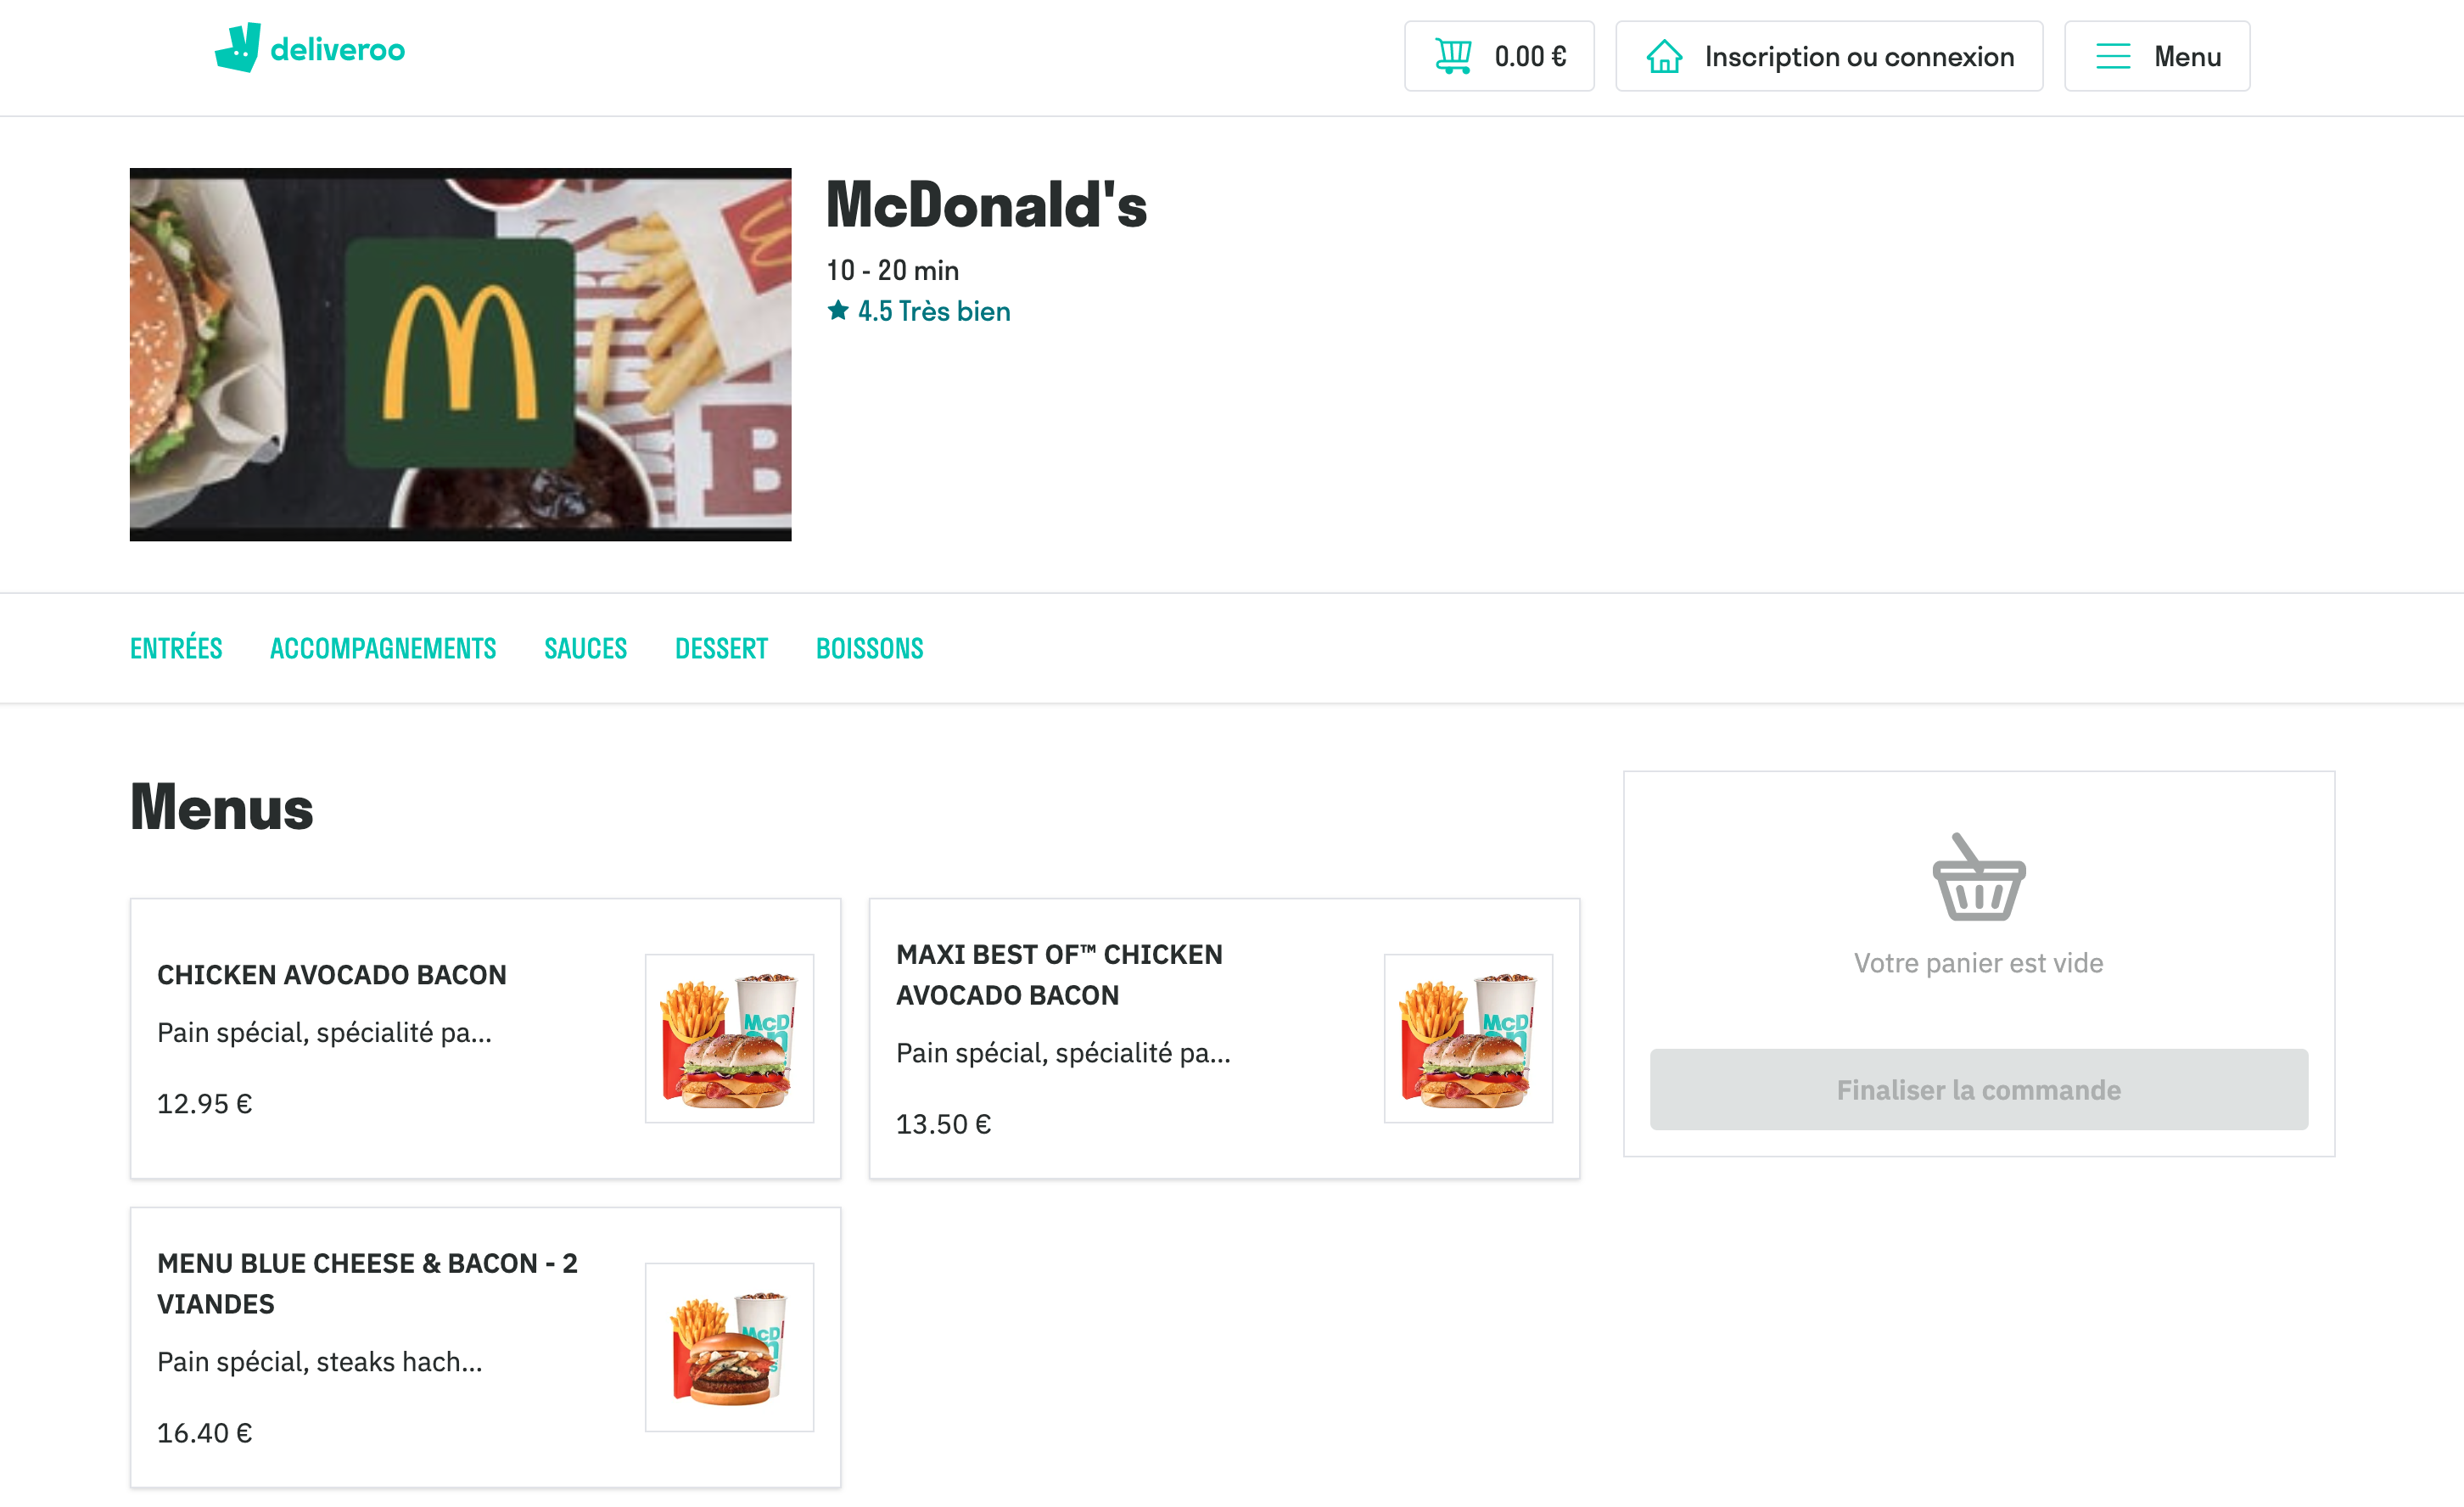 deliveroo
0.00 €
Inscription ou connexion
Menu
McDonald's
10 - 20 min
4.5 Très bien
B
ENTRÉES
ACCOMPAGNEMENTS
SAUCES
DESSERT
BOISSONS
Menus
CHICKEN AVOCADO BACON
Pain spécial, spécialité pa...
12.95 €
McD
MAXI BEST OF™ CHICKEN
AVOCADO BACON
Pain spécial, spécialité pa...
13.50 €
McD
Votre panier est vide
Finaliser la commande
MENU BLUE CHEESE & BACON - 2
VIANDES
Pain spécial, steaks hach...
16.40 €
McD